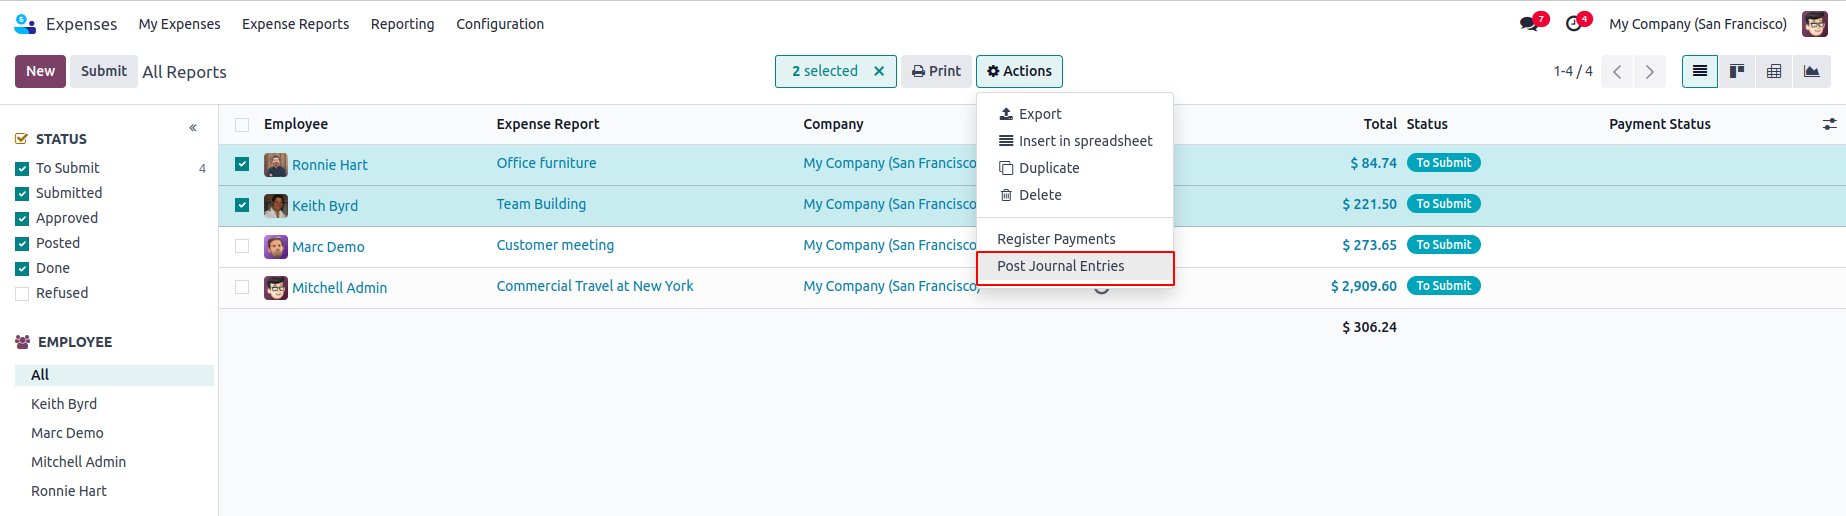 Expenses My Expenses Expense Reports Reporting Configuration 7 4 My Company (San Francisco)
New Submit All Reports 2 selected × Print Actions 1-4 / 4
Export
Insert in spreadsheet
Duplicate
Delete
Register Payments
Post Journal Entries
STATUS
To Submit 4
Submitted
Approved
Posted
Done
Refused
EMPLOYEE
All
Keith Byrd
Marc Demo
Mitchell Admin
Ronnie Hart
Employee Expense Report Company Total Status Payment Status
Ronnie Hart Office furniture My Company (San Francisco $ 84.74 To Submit
Keith Byrd Team Building My Company (San Francisco $ 221.50 To Submit
Marc Demo Customer meeting My Company (San Francisco $ 273.65 To Submit
Mitchell Admin Commercial Travel at New York My Company (San Francisco) $ 2,909.60 To Submit
$ 306.24